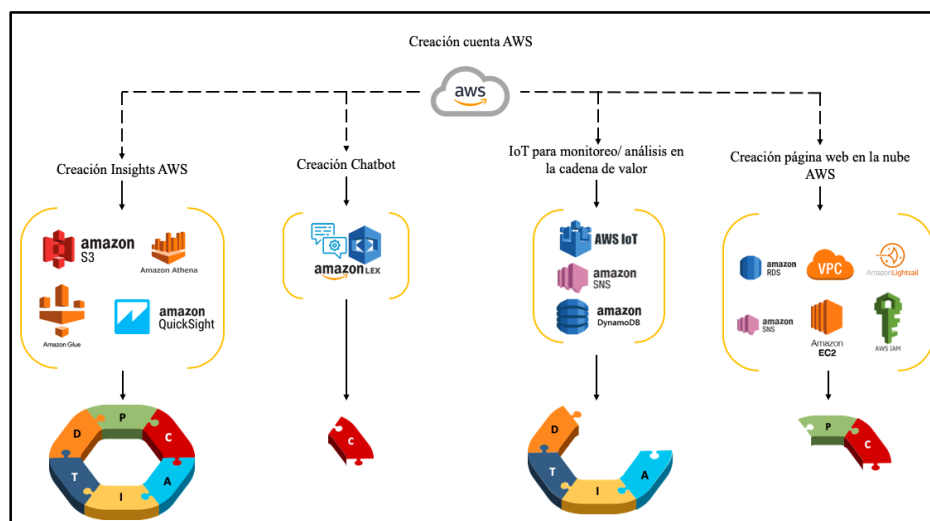 Creación cuenta AWS
aws
Creación Insights AWS
Creación Chatbot
IoT para monitoreo/ análisis en
la cadena de valor
Creación página web en la nube
AWS
amazon
S3
Amazon Athena
Amazon Glue
amazon
QuickSight
amazon LEX
AWS IoT
amazon
SNS
amazon
DynamoDB
amazon
RDS
VPC
AmazonLightsail
amazon
SNS
Amazon
EC2
AWS IAM
P
D
C
T
A
I
C
D
T
A
I
P
C